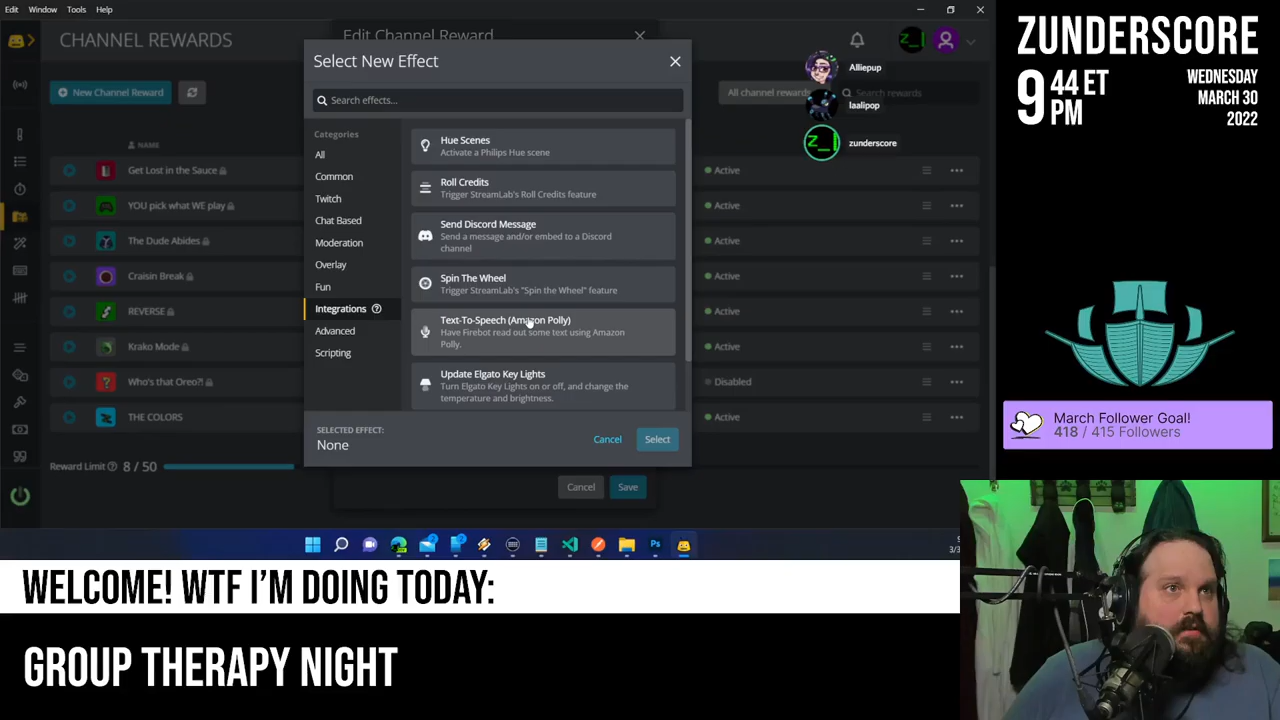 Edit
Window
Tools
Help
CHANNEL REWARDS
Edit Channel Reward
New Channel Reward
All channel rewards
Search rewards...
NAME
Get Lost in the Sauce
YOU pick what WE play
The Dude Abides
Craisin Break
REVERSE
Krako Mode
Who's that Oreo?!
THE COLORS
Reward Limit
8 / 50
Active
Active
Active
Active
Active
Active
Disabled
Active
Cancel
Save
Select New Effect
Search effects...
Categories
All
Common
Twitch
Chat Based
Moderation
Overlay
Fun
Integrations
Advanced
Scripting
Hue Scenes
Activate a Philips Hue scene
Roll Credits
Trigger StreamLab's Roll Credits feature
Send Discord Message
Send a message and/or embed to a Discord
channel
Spin The Wheel
Trigger StreamLab's "Spin the Wheel" feature
Text-To-Speech (Amazon Polly)
Have Firebot read out some text using Amazon
Polly.
Update Elgato Key Lights
Turn Elgato Key Lights on or off, and change the
temperature and brightness.
SELECTED EFFECT:
None
Cancel
Select
Alliepup
laalipop
zunderscore
z_
z_l
Ps
ZUNDERSCORE
9
44 ET
PM
WEDNESDAY
MARCH 30
2022
March Follower Goal!
418 / 415 Followers
WELCOME! WTF I'M DOING TODAY:
GROUP THERAPY NIGHT